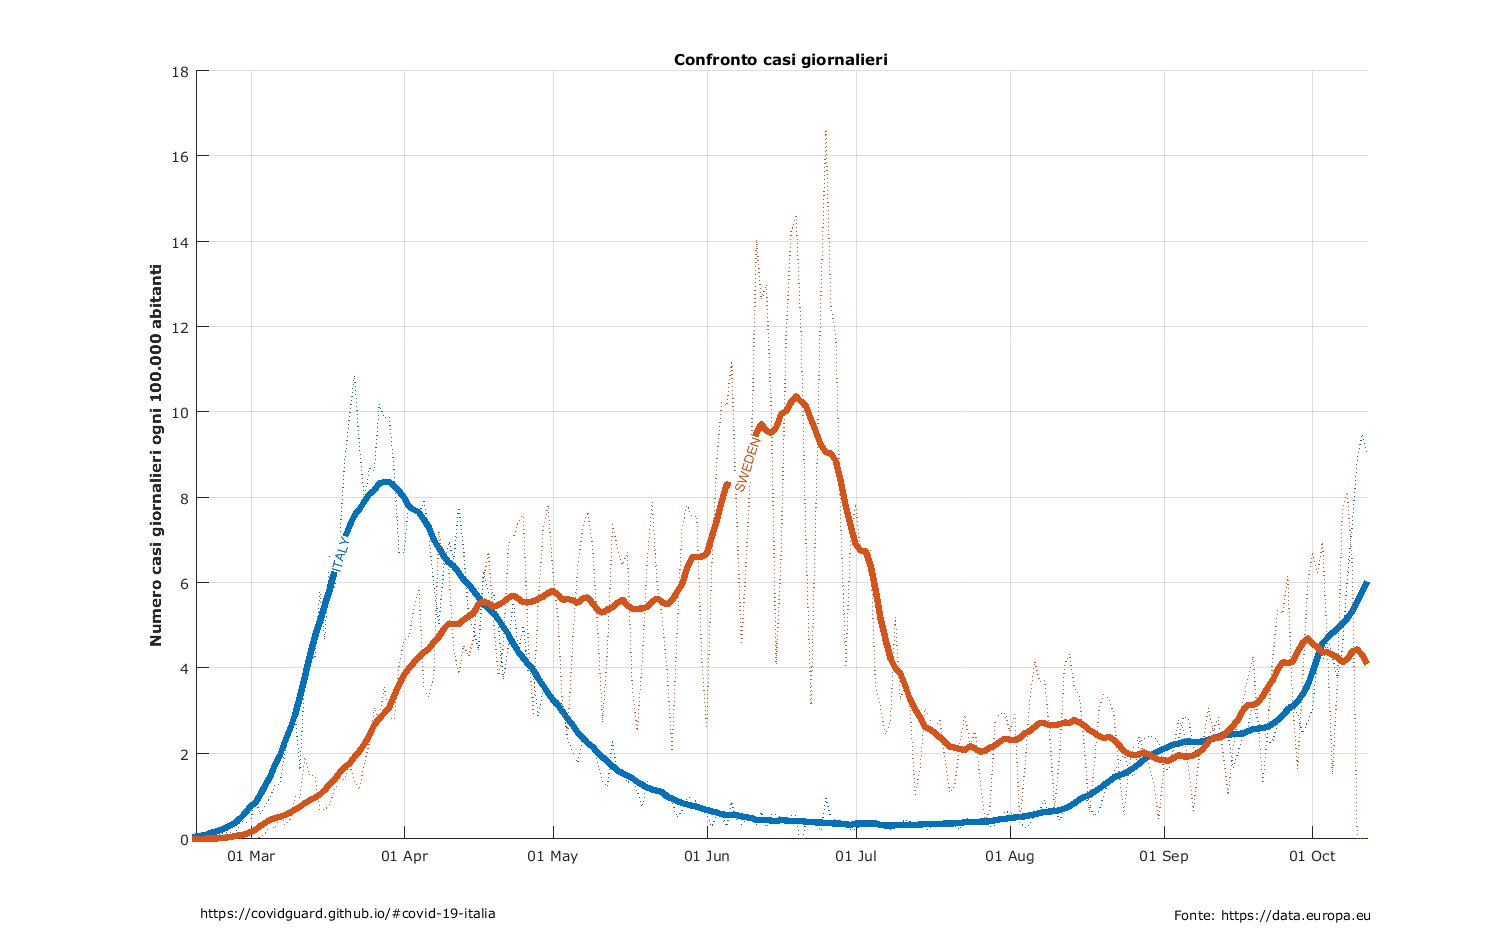 Confronto casi giornalieri
Numero casi giornalieri ogni 100.000 abitanti
18
16
14
12
10
8
6
4
2
0
ITALY
SWEDEN
01 Mar
01 Apr
01 May
01 Jun
01 Jul
01 Aug
01 Sep
01 Oct
https://covidguard.github.io/#covid-19-italia
Fonte: https://data.europa.eu